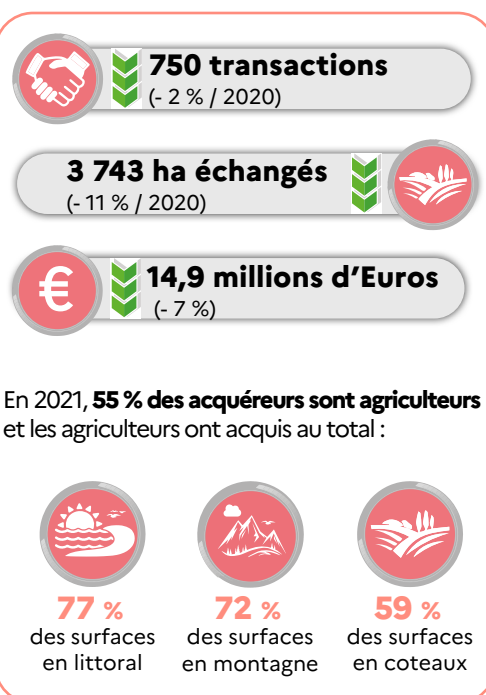 750 transactions
(- 2 % / 2020)
3 743 ha échangés
(- 11 % / 2020)
€
14,9 millions d’Euros
(- 7 %)
En 2021, 55 % des acquéreurs sont agriculteurs
et les agriculteurs ont acquis au total :
77 % 72 % 59 %
des surfaces des surfaces des surfaces
en littoral en montagne en coteaux